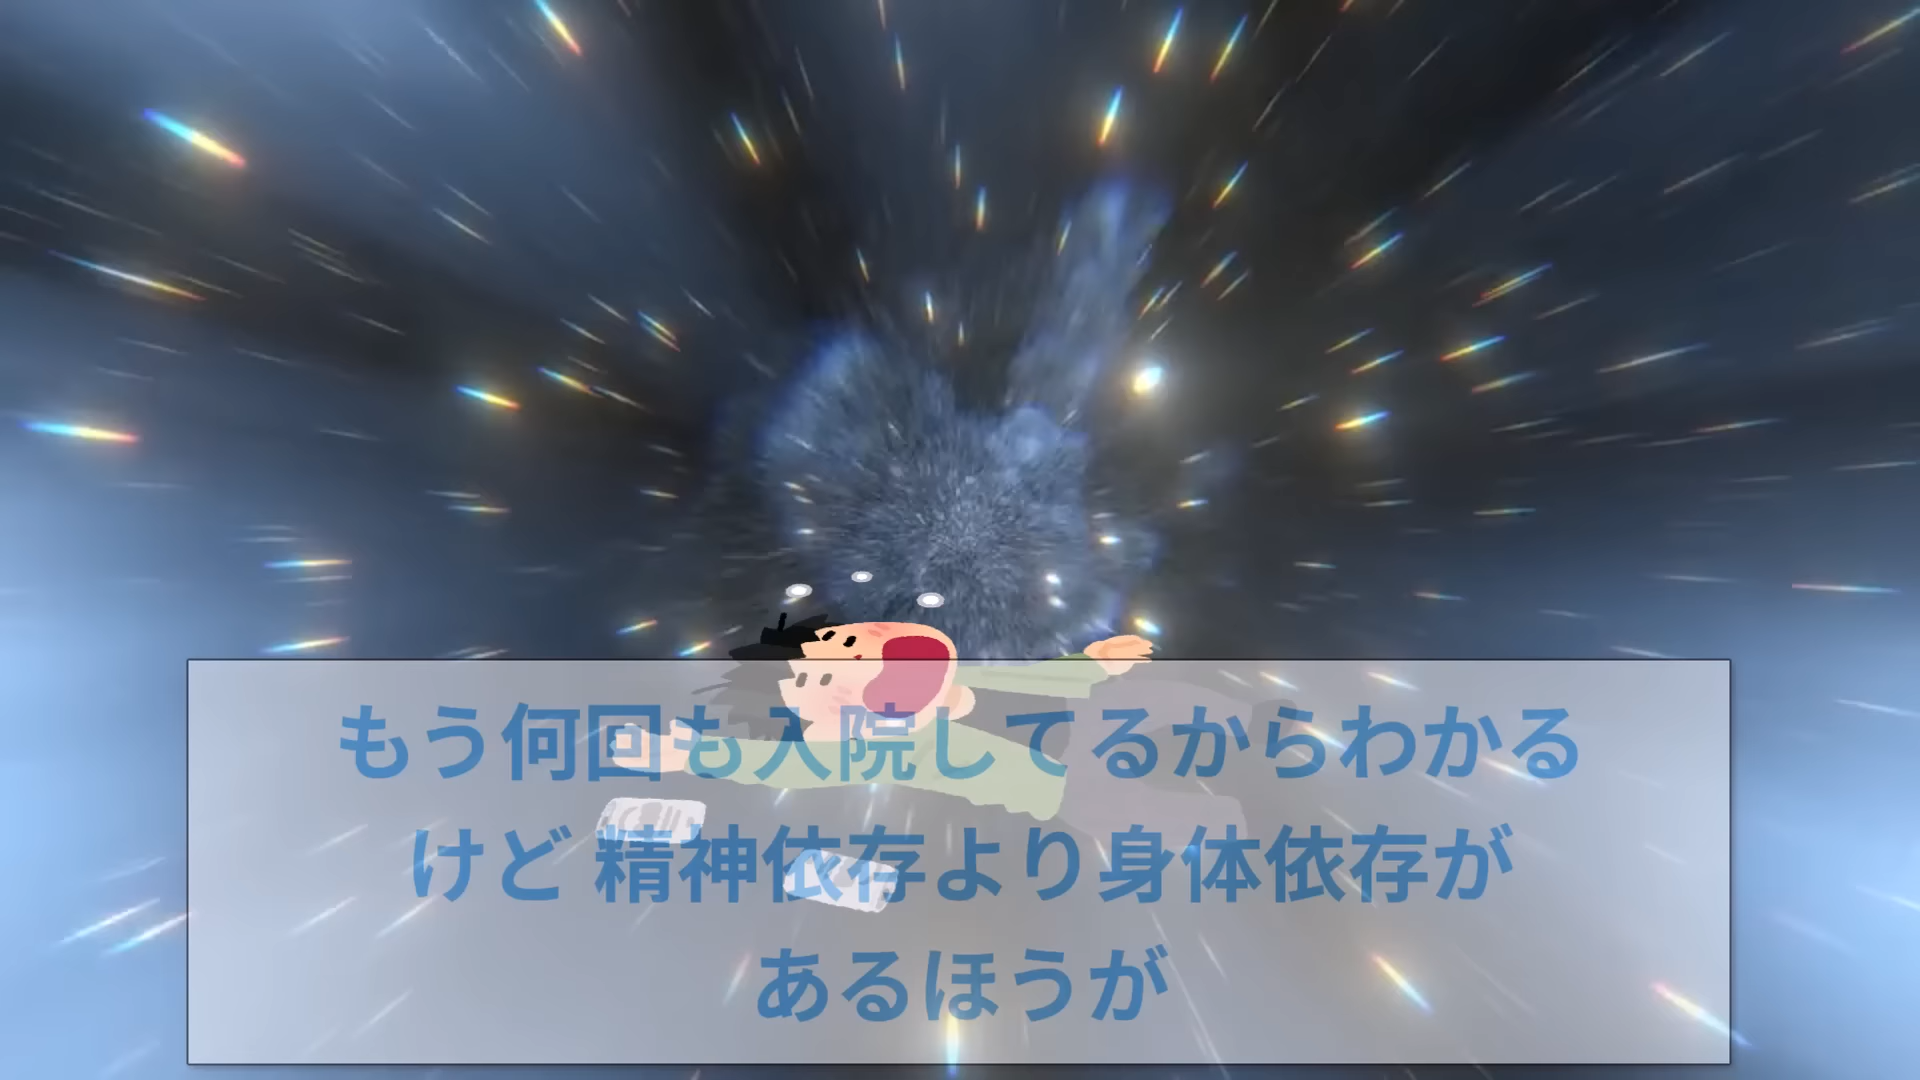 もう何回も入院してるからわかる
けど 精神依存より身体依存が
あるほうが